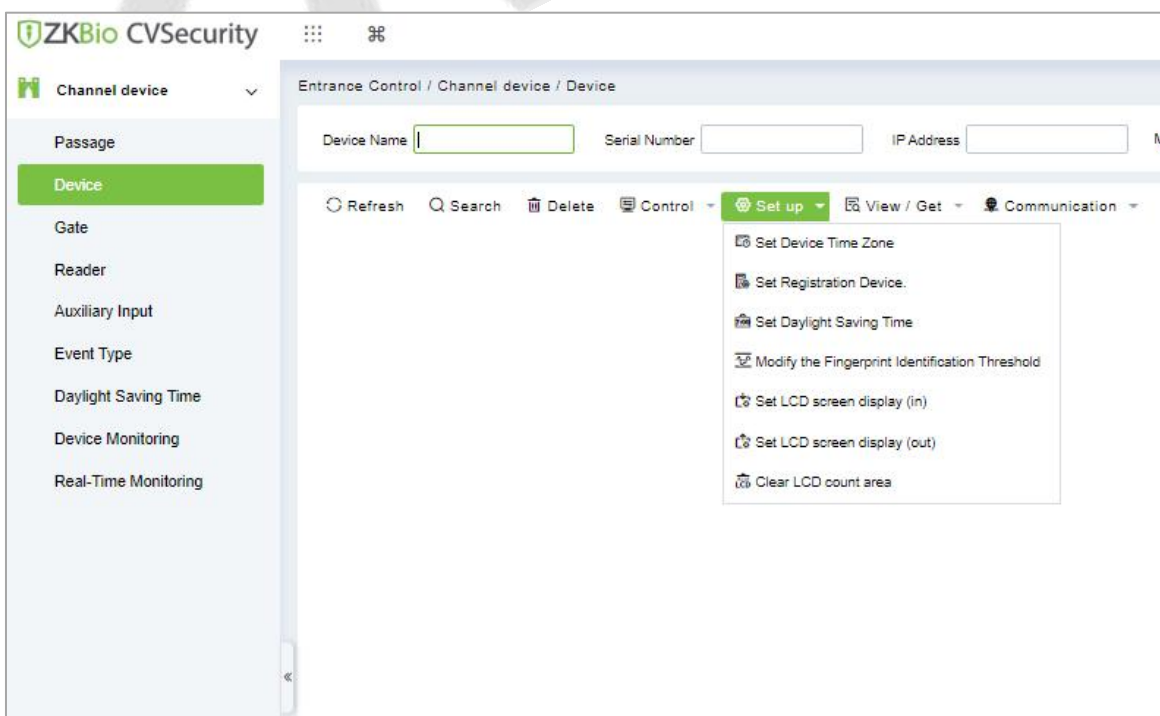 ZKBio CVSecurity
Channel device
Entrance Control / Channel device / Device
Passage
Device
Gate
Reader
Auxiliary Input
Event Type
Daylight Saving Time
Device Monitoring
Real-Time Monitoring
Device Name Serial Number IP Address
Refresh Search Delete Control Set up View / Get Communication
Set Device Time Zone
Set Registration Device.
Set Daylight Saving Time
Modify the Fingerprint Identification Threshold
Set LCD screen display (in)
Set LCD screen display (out)
Clear LCD count area